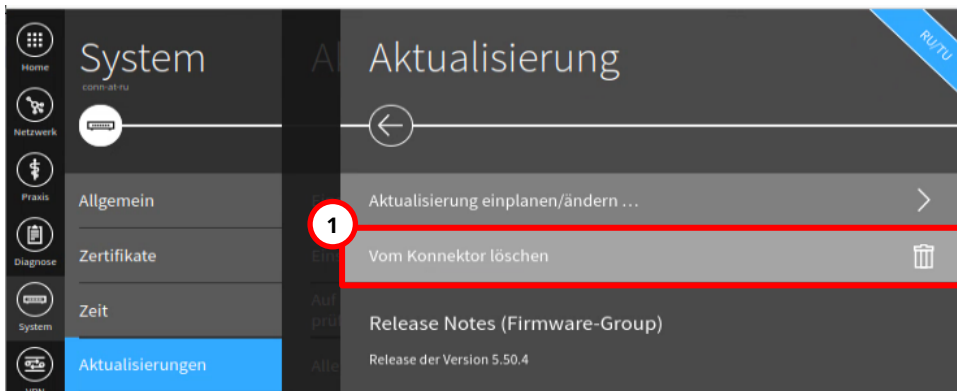 Home
Netzwerk
Praxis
Diagnose
System
VPN
System
conn-at-ru
Allgemein
Zertifikate
Zeit
Aktualisierungen
Aktualisierung
RU/TU
Aktualisierung einplanen/ändern …
1
Vom Konnektor löschen
Release Notes (Firmware-Group)
Release der Version 5.50.4